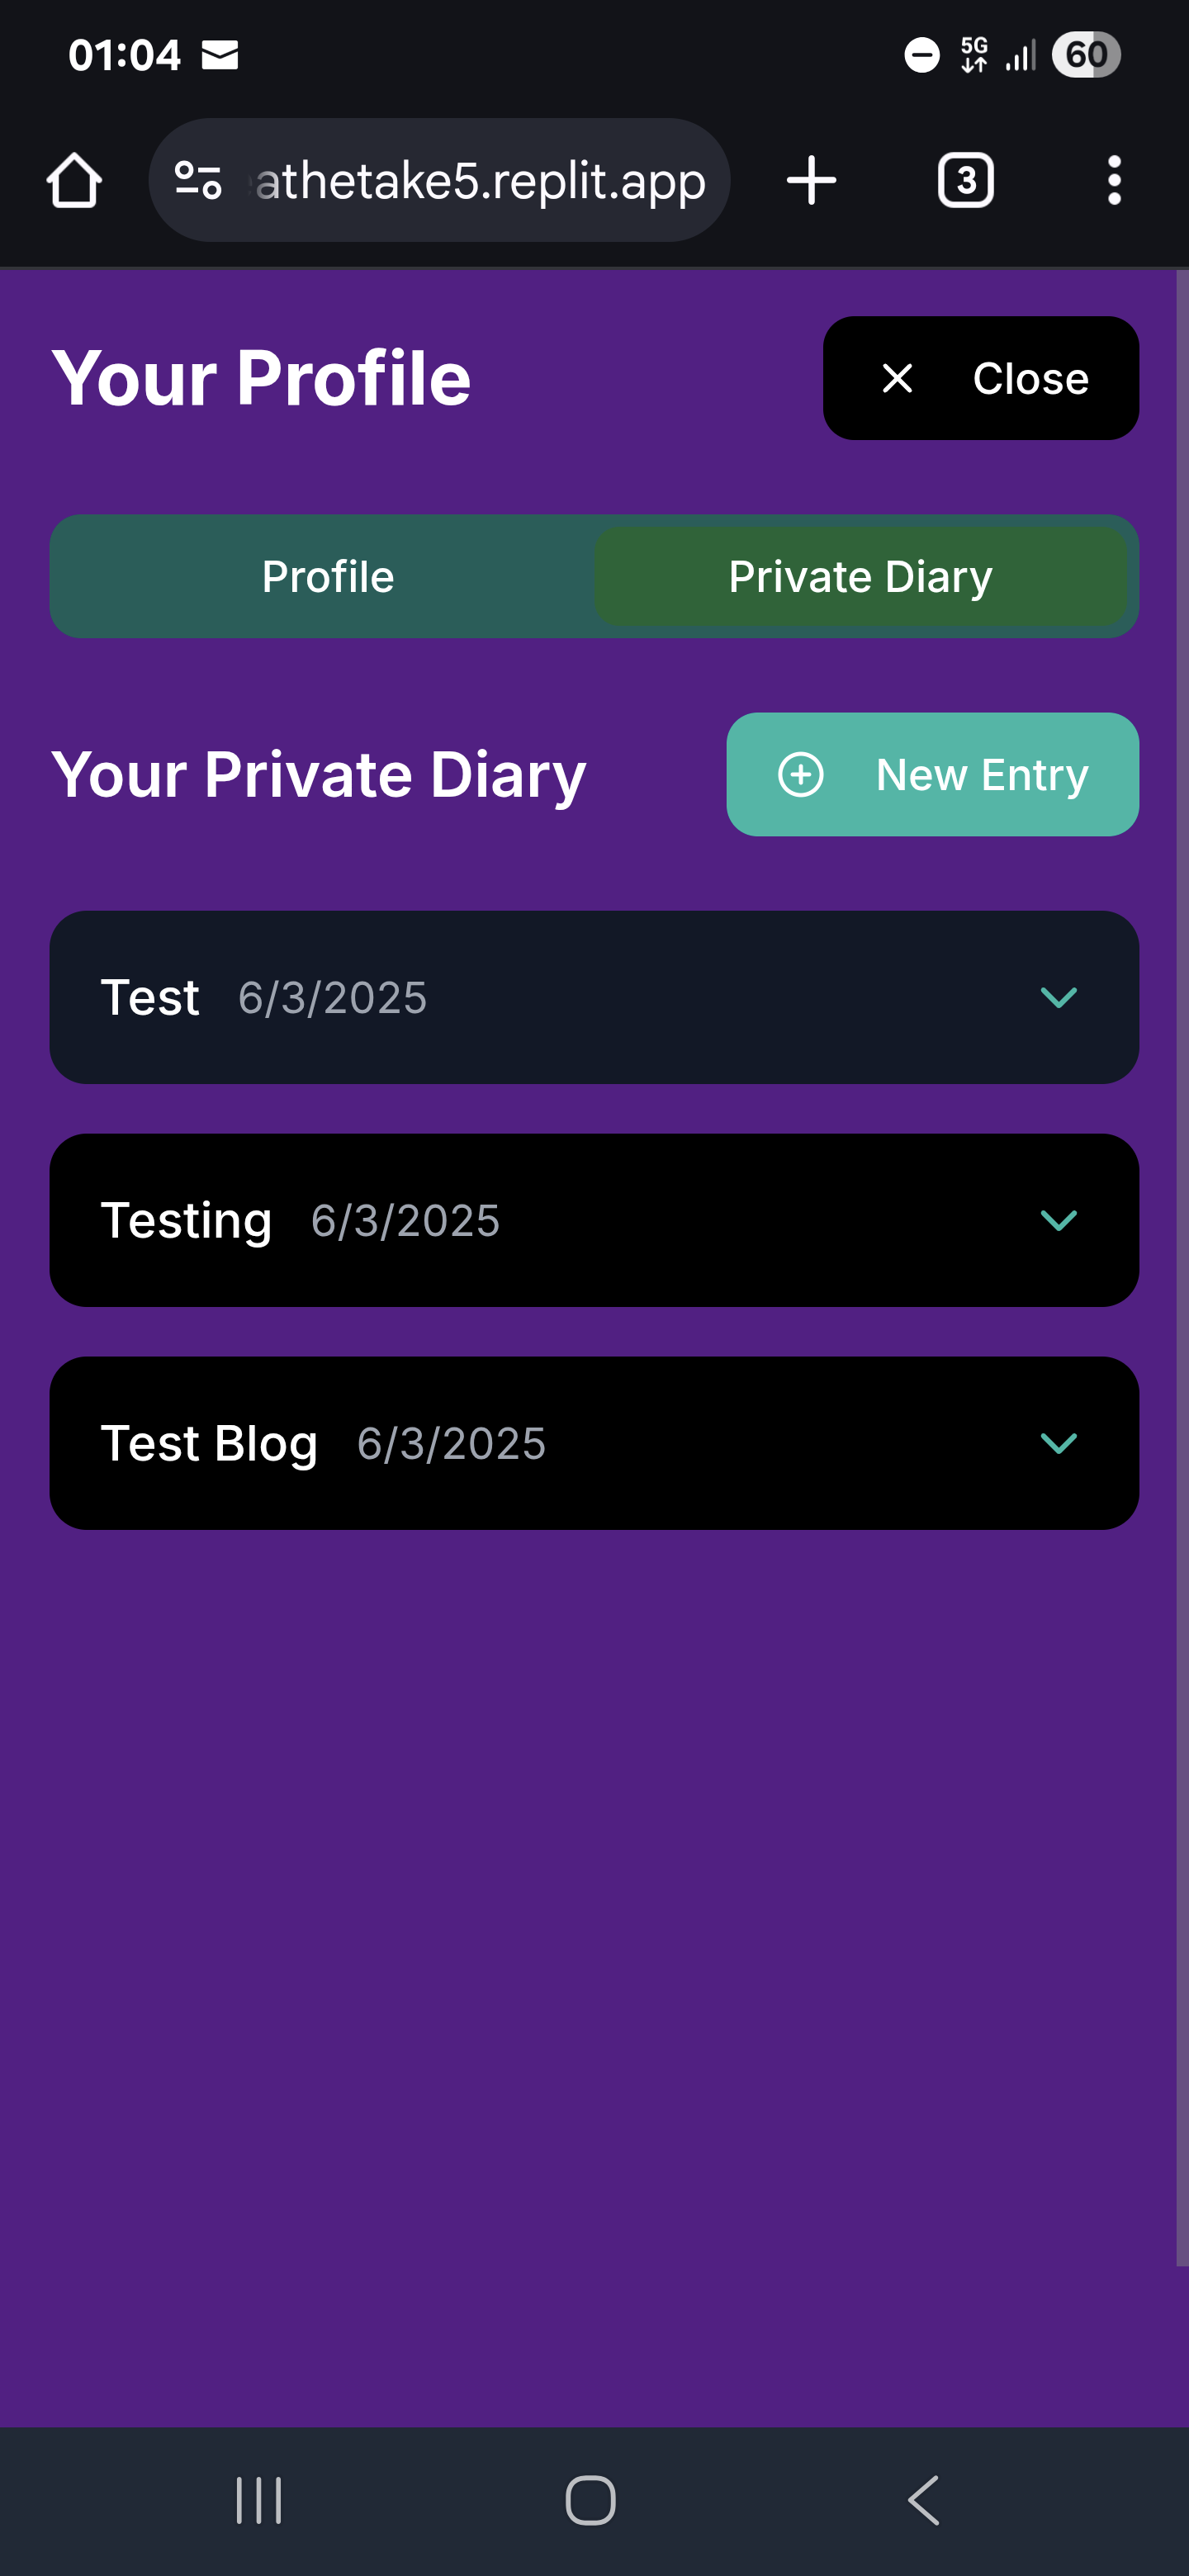 01:04
5G
60
athetake5.replit.app
3
Your Profile
Close
Profile
Private Diary
Your Private Diary
New Entry
Test 6/3/2025
Testing 6/3/2025
Test Blog 6/3/2025